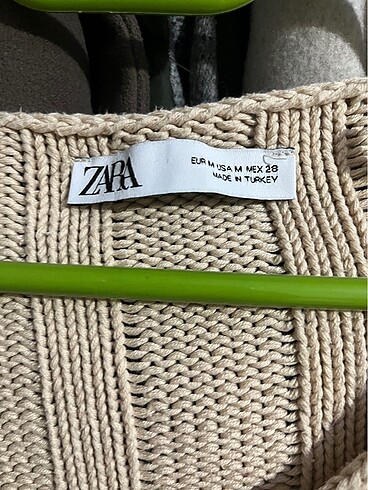 ZARA
EUR M USA M MEX 28
MADE IN TURKEY